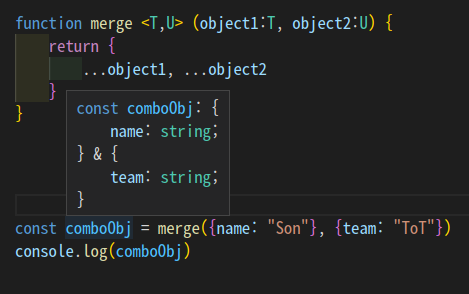 function merge <T,U> (object1:T, object2:U) {
return {
...object1, ...object2
}
}
const comboObj: {
name: string;
} & {
team: string;
}
const comboObj = merge({name: "Son"}, {team: "ToT"})
console.log(comboObj)